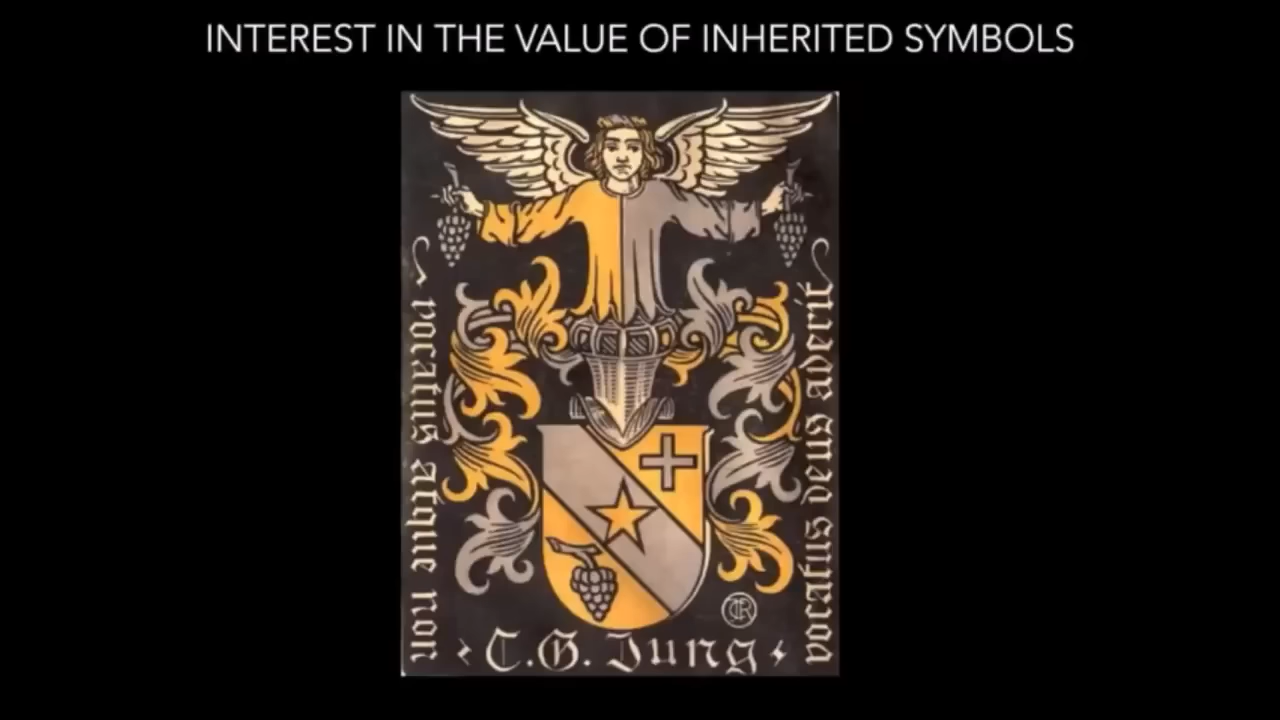 INTEREST IN THE VALUE OF INHERITED SYMBOLS
vocatus atque non
vocatus deus aderit
C.G. Jung